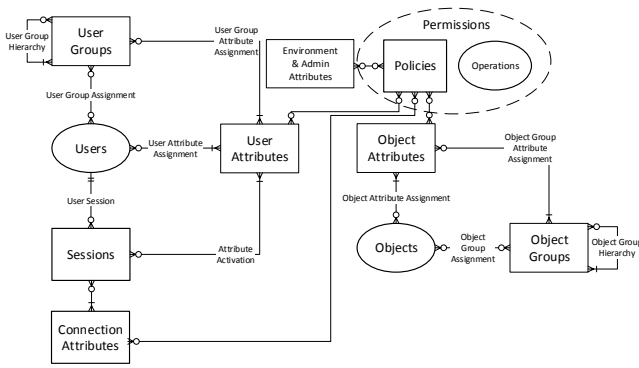 Permissions
User Group
Hierarchy
User
Groups
User Group
Attribute
Assignment
Environment
& Admin
Attributes
Policies
Operations
User Group Assignment
Users
User Attribute
Assignment
User
Attributes
Object
Attributes
Object Group
Attribute
Assignment
User Session
Object Attribute Assignment
Sessions
Attribute
Activation
Objects
Object
Group
Assignment
Object
Groups
Object Group
Hierarchy
Connection
Attributes